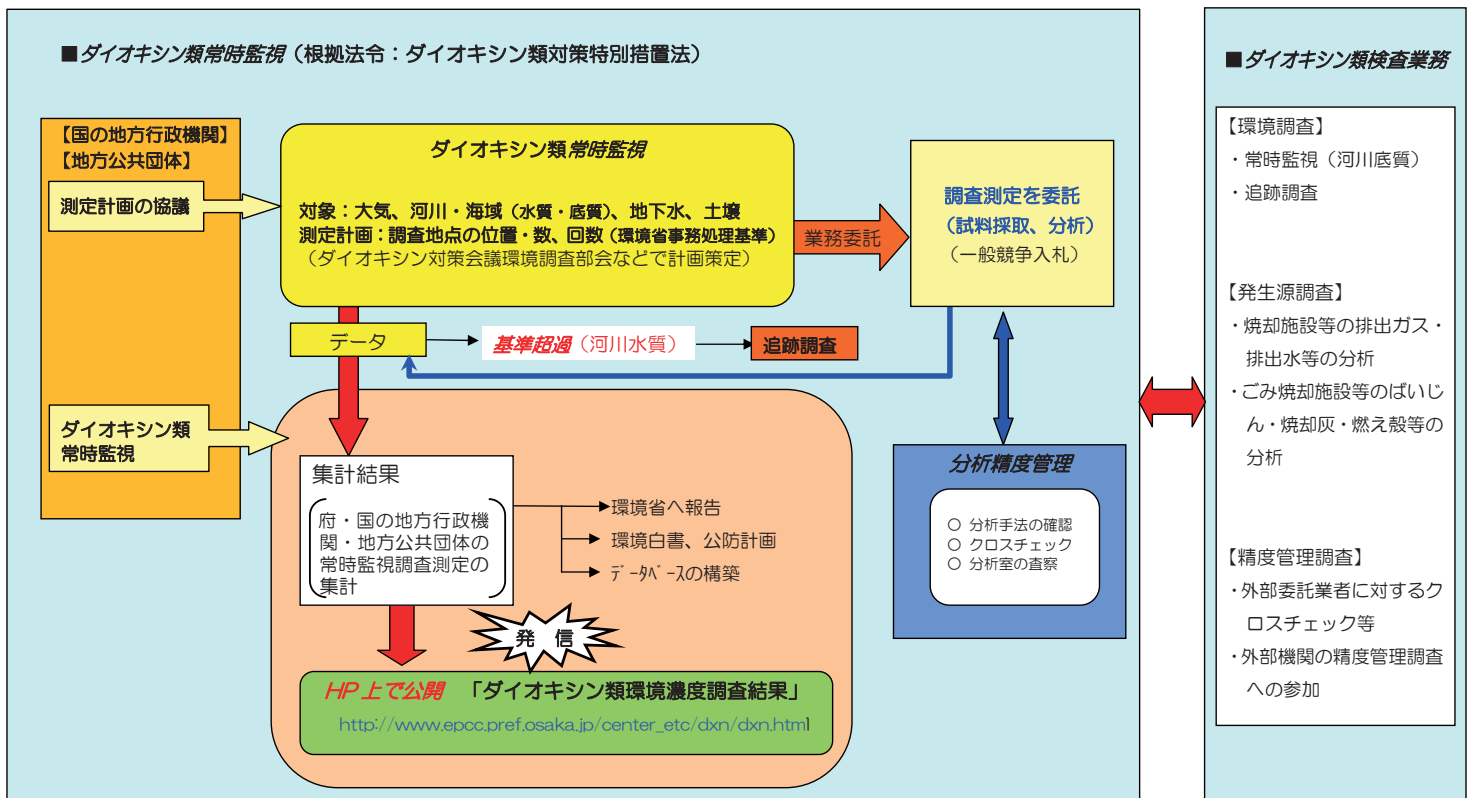 ■ダイオキシン類常時監視（根拠法令：ダイオキシン類対策特別措置法）
【国の地方行政機関】
【地方公共団体】
測定計画の協議
ダイオキシン類
常時監視
ダイオキシン類常時監視
対象：大気、河川・海域（水質・底質）、地下水、土壌
測定計画：調査地点の位置・数、回数（環境省事務処理基準）
（ダイオキシン対策会議環境調査部会などで計画策定）
業務委託
調査測定を委託
（試料採取、分析）
（一般競争入札）
データ
基準超過（河川水質）
追跡調査
集計結果
府・国の地方行政機
関・地方公共団体の
常時監視調査測定の
集計
環境省へ報告
環境白書、公防計画
ﾃﾞｰﾀﾍﾞｰｽの構築
発 信
HP 上で公開 「ダイオキシン類環境濃度調査結果」
http://www.epcc.pref.osaka.jp/center_etc/dxn/dxn.html
分析精度管理
○ 分析手法の確認
○ クロスチェック
○ 分析室の査察
■ダイオキシン類検査業務
【環境調査】
・常時監視（河川底質）
・追跡調査
【発生源調査】
・焼却施設等の排出ガス・
排出水等の分析
・ごみ焼却施設等のばいじ
ん・焼却灰・燃え殻等の
分析
【精度管理調査】
・外部委託業者に対するク
ロスチェック等
・外部機関の精度管理調査
への参加